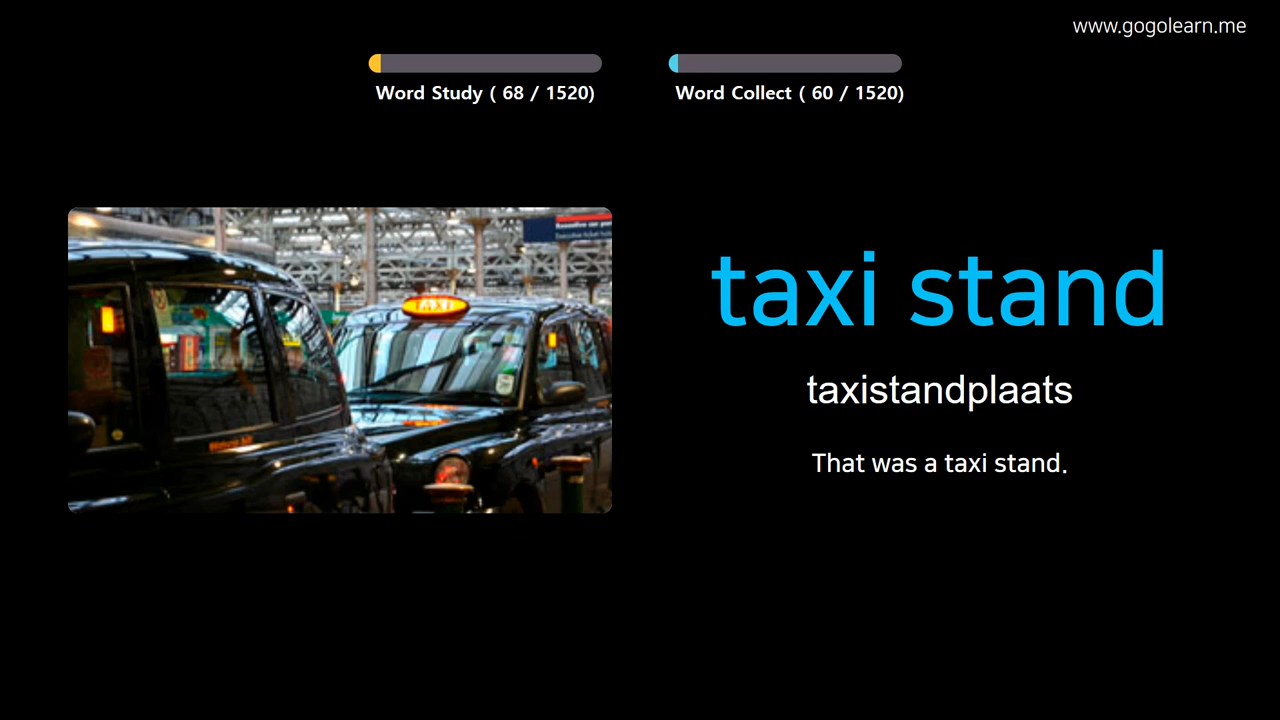 www.gogolearn.me
Word Study ( 68 / 1520)
Word Collect ( 60 / 1520)
TAXI
taxi stand
taxistandplaats
That was a taxi stand.